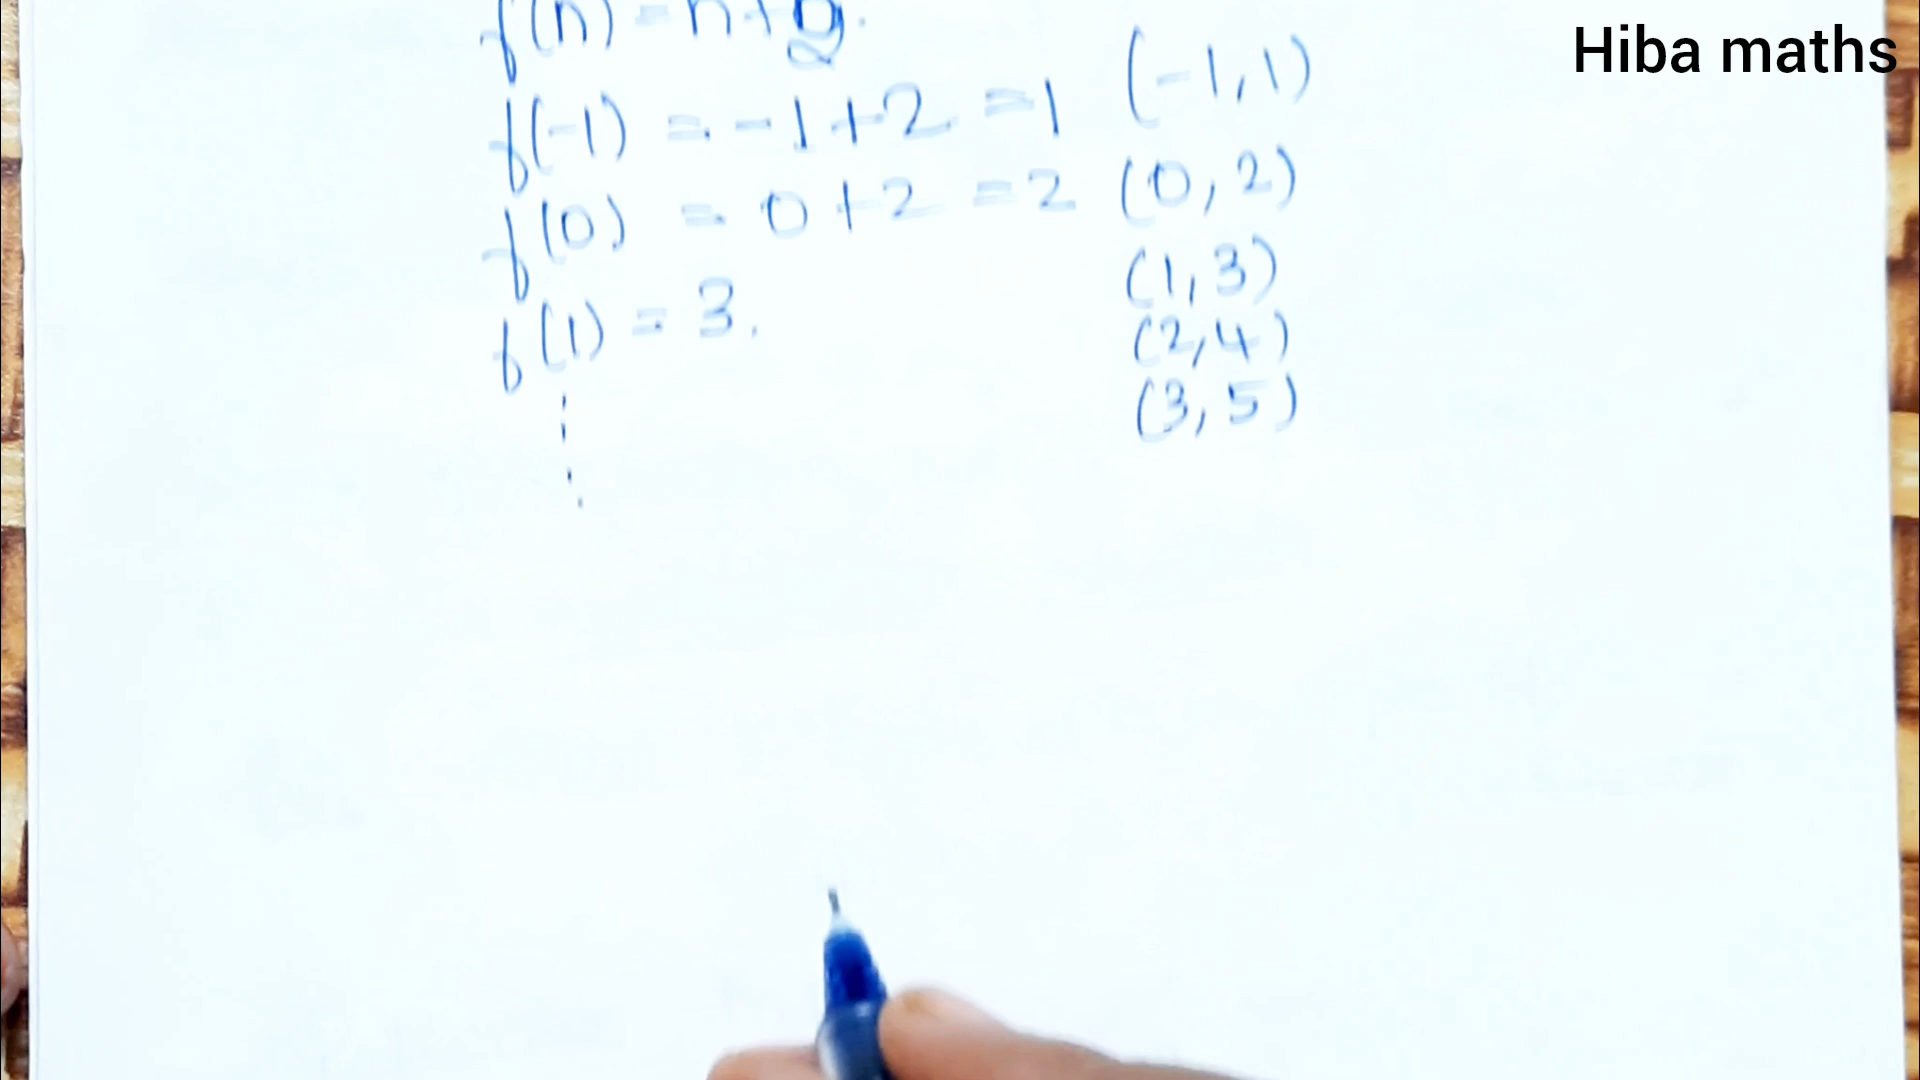 Hiba maths
f(n) = n+2.
f(-1) = -1+2 = 1 (-1,1)
f(0) = 0+2 = 2 (0,2)
f(1) = 3. (1,3)
(2,4)
(3,5)